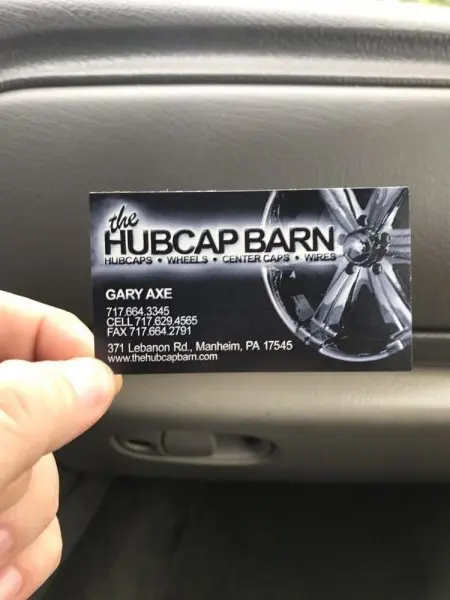 the
HUBCAP BARN
HUBCAPS • WHEELS • CENTER CAPS • WIRES
GARY AXE
717.664.3345
CELL 717.629.4565
FAX 717.664.2791
371 Lebanon Rd., Manheim, PA 17545
www.thehubcapbarn.com